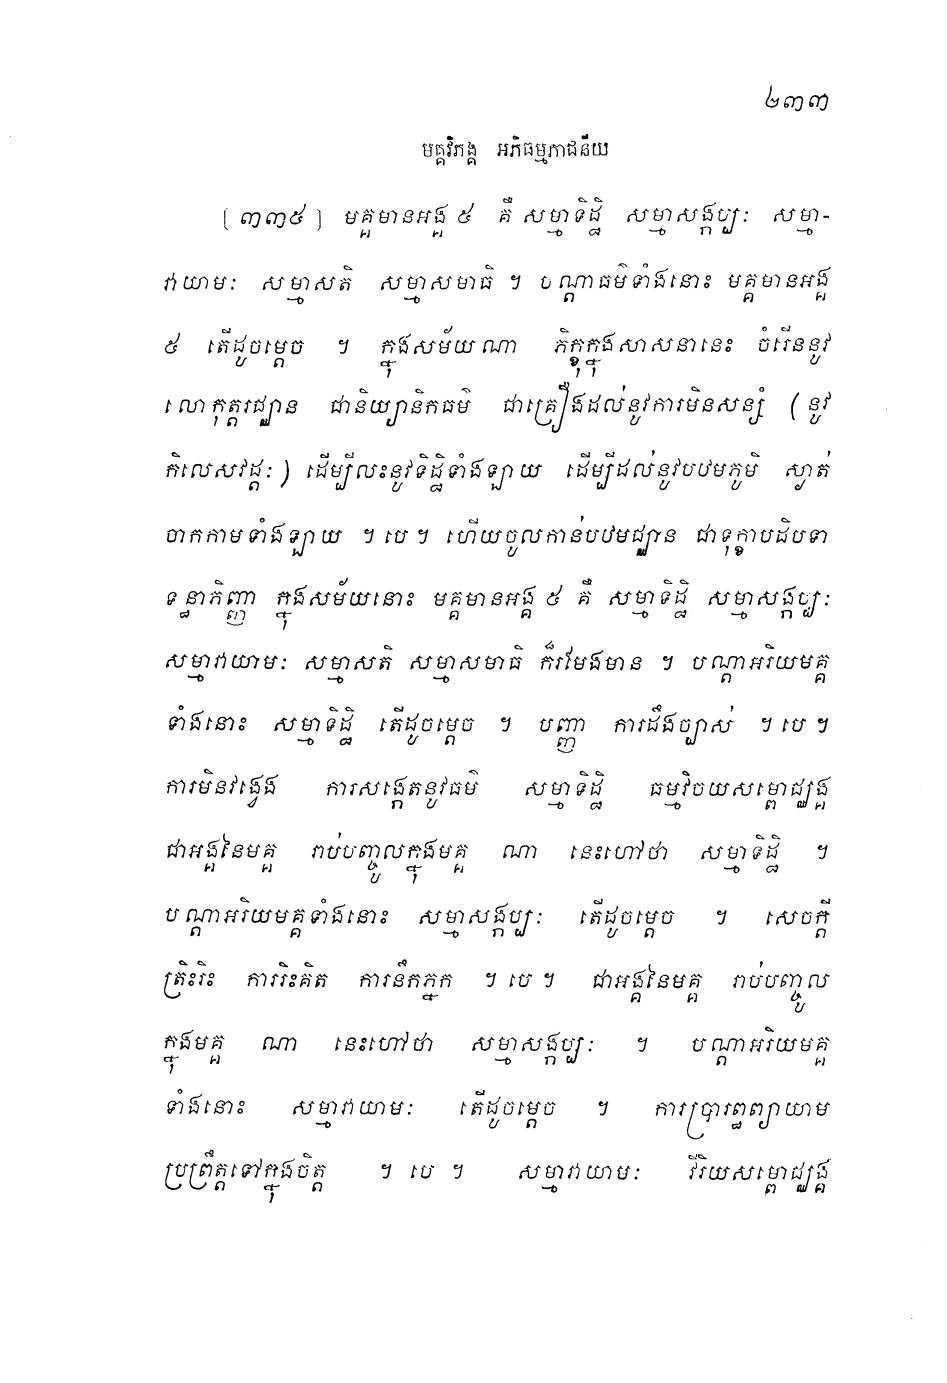 ២៣៣
មគ្គវិភង្គ អភិធម្មភាជនីយ
[ ៣៣៥ ] មគ្គមានអង្គ ៥ គឺ សម្មាទិដ្ឋិ សម្មាសង្កប្បៈ សម្មា-
វាយាមៈ សម្មាសតិ សម្មាសមាធិ ។ បណ្តាធម៌ទាំងនោះ មគ្គមានអង្គ
៥ តើដូចម្តេច ។ ក្នុងសម័យណា ភិក្ខុក្នុងសាសនានេះ ចំរើននូវ
លោកុត្តរជ្ឈាន ជានិយ្យានិកធម៌ ជាគ្រឿងដល់នូវការមិនសន្សំ (នូវ
កិលេសវដ្តៈ) ដើម្បីលះនូវទិដ្ឋិទាំងឡាយ ដើម្បីដល់នូវបឋមភូមិ ស្ងាត់
ចាកកាមទាំងឡាយ ។ បេ ។ ហើយចូលកាន់បឋមជ្ឈាន ជាទុក្ខាបដិបទា
ទន្ធាភិញ្ញា ក្នុងសម័យនោះ មគ្គមានអង្គ ៥ គឺ សម្មាទិដ្ឋិ សម្មាសង្កប្បៈ
សម្មាវាយាមៈ សម្មាសតិ សម្មាសមាធិ ក៏រមែងមាន ។ បណ្តាអរិយមគ្គ
ទាំងនោះ សម្មាទិដ្ឋិ តើដូចម្តេច ។ បញ្ញា ការដឹងច្បាស់ ។ បេ ។
ការមិនវង្វេង ការសង្កេតនូវធម៌ សម្មាទិដ្ឋិ ធម្មវិចយសម្ពោជ្ឈង្គ
ជាអង្គនៃមគ្គ រាប់បញ្ចូលក្នុងមគ្គ ណា នេះហៅថា សម្មាទិដ្ឋិ ។
បណ្តាអរិយមគ្គទាំងនោះ សម្មាសង្កប្បៈ តើដូចម្តេច ។ សេចក្តី
ត្រិះរិះ ការរិះគិត ការនឹកភ្នក ។ បេ ។ ជាអង្គនៃមគ្គ រាប់បញ្ចូល
ក្នុងមគ្គ ណា នេះហៅថា សម្មាសង្កប្បៈ ។ បណ្តាអរិយមគ្គ
ទាំងនោះ សម្មាវាយាមៈ តើដូចម្តេច ។ ការប្រារព្ធព្យាយាម
ប្រព្រឹត្តទៅក្នុងចិត្ត ។ បេ ។ សម្មាវាយាមៈ វីរិយសម្ពោជ្ឈង្គ